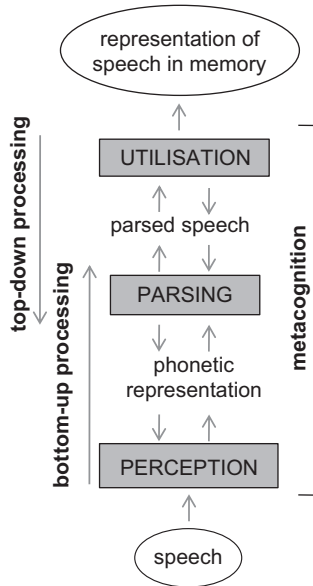 representation of
speech in memory
UTILISATION
parsed speech
PARSING
phonetic
representation
PERCEPTION
speech
top-down processing
bottom-up processing
metacognition